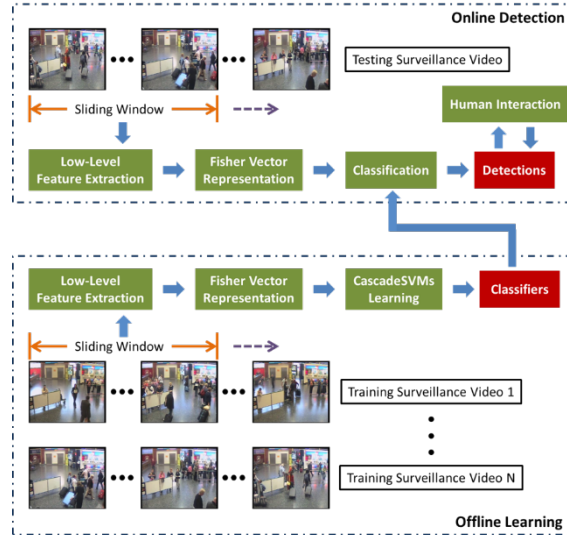 Online Detection
Testing Surveillance Video
Sliding Window
Human Interaction
Low-Level
Feature Extraction
Fisher Vector
Representation
Classification
Detections
Low-Level
Feature Extraction
Fisher Vector
Representation
CascadeSVMs
Learning
Classifiers
Sliding Window
Training Surveillance Video 1
Training Surveillance Video N
Offline Learning